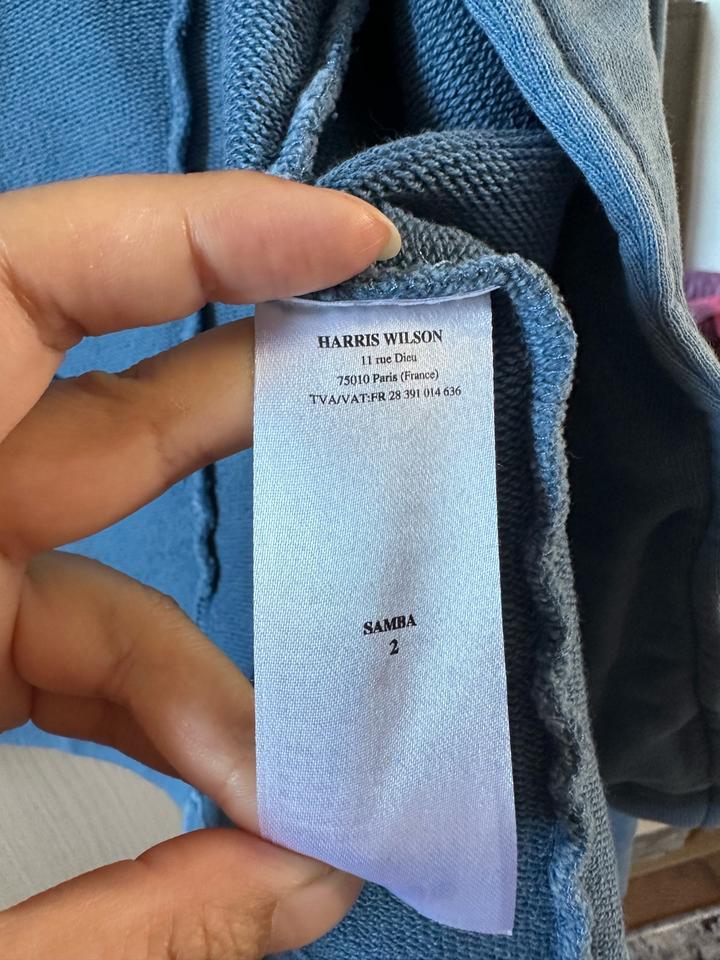 HARRIS WILSON
11 rue Dieu
75010 Paris (France)
TVA/VAT:FR 28 391 014 636
SAMBA
2